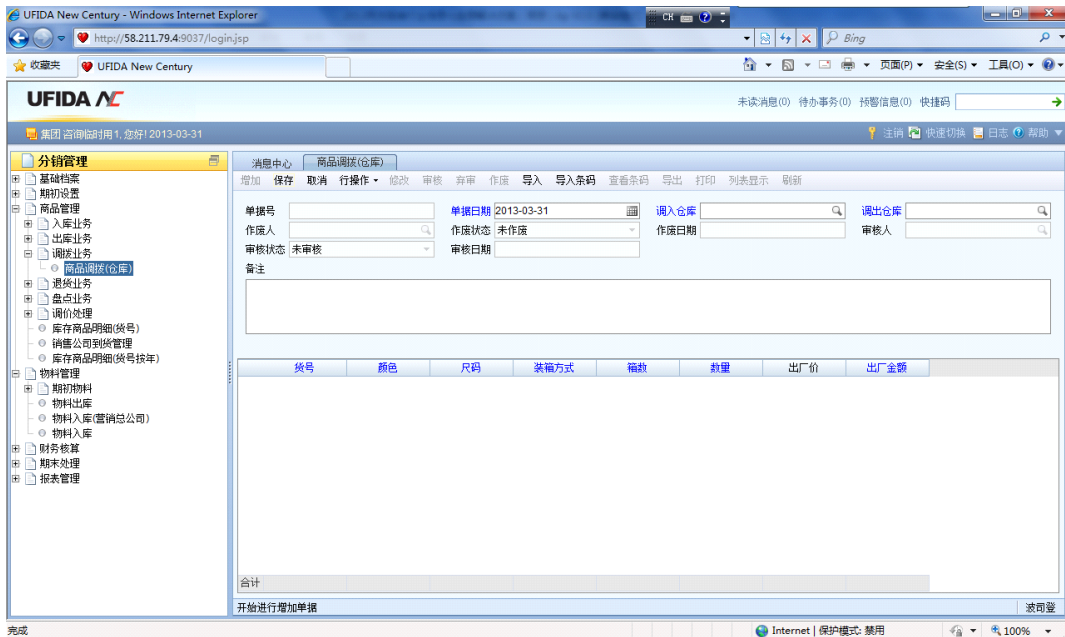 UFIDA New Century - Windows Internet Explorer
CH
http://58.211.79.4:9037/login.jsp
Bing
收藏夹
UFIDA New Century
页面(P)
安全(S)
工具(O)
UFIDA NC
未读消息(0) 待办事务(0) 预警信息(0) 快捷码
集团 咨询临时用1,您好!2013-03-31
注销 快速切换 日志 帮助
分销管理
基础档案
期初设置
商品管理
入库业务
出库业务
调拨业务
商品调拨(仓库)
退货业务
盘点业务
调价处理
库存商品明细(货号)
销售公司到货管理
库存商品明细(货号按年)
物料管理
期初物料
物料出库
物料入库(营销总公司)
物料入库
财务核算
期末处理
报表管理
消息中心 商品调拨(仓库)
增加 保存 取消 行操作 修改 审核 弃审 作废 导入 导入条码 查看条码 导出 打印 列表显示 刷新
单据号 单据日期 2013-03-31 调入仓库 调出仓库
作废人 作废状态 未作废 作废日期 审核人
审核状态 未审核 审核日期
备注
货号 颜色 尺码 装箱方式 箱数 数量 出厂价 出厂金额
合计
开始进行增加单据 波司登
完成 Internet | 保护模式: 禁用 100%